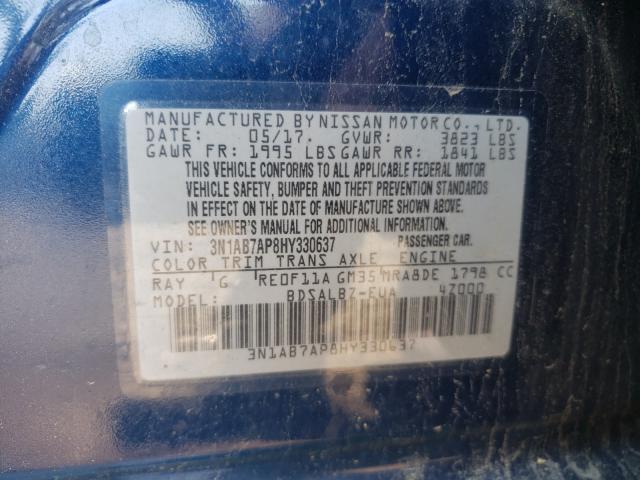 MANUFACTURED BY NISSAN MOTOR CO., LTD.
DATE: 05/17. GVWR: 3823 LBS
GAWR FR: 1995 LBS GAWR RR: 1841 LBS
THIS VEHICLE CONFORMS TO ALL APPLICABLE FEDERAL MOTOR
VEHICLE SAFETY, BUMPER AND THEFT PREVENTION STANDARDS
IN EFFECT ON THE DATE OF MANUFACTURE SHOWN ABOVE.
SEE OWNER'S MANUAL FOR ADDITIONAL INFORMATION.
VIN: 3N1AB7AP8HY330637 PASSENGER CAR.
COLOR TRIM TRANS AXLE ENGINE
RAY G RE0F11A GM35 MRA8DE 1798 CC
MODEL: BDSALBZ-EUA 47000
3N1AB7AP8HY330637